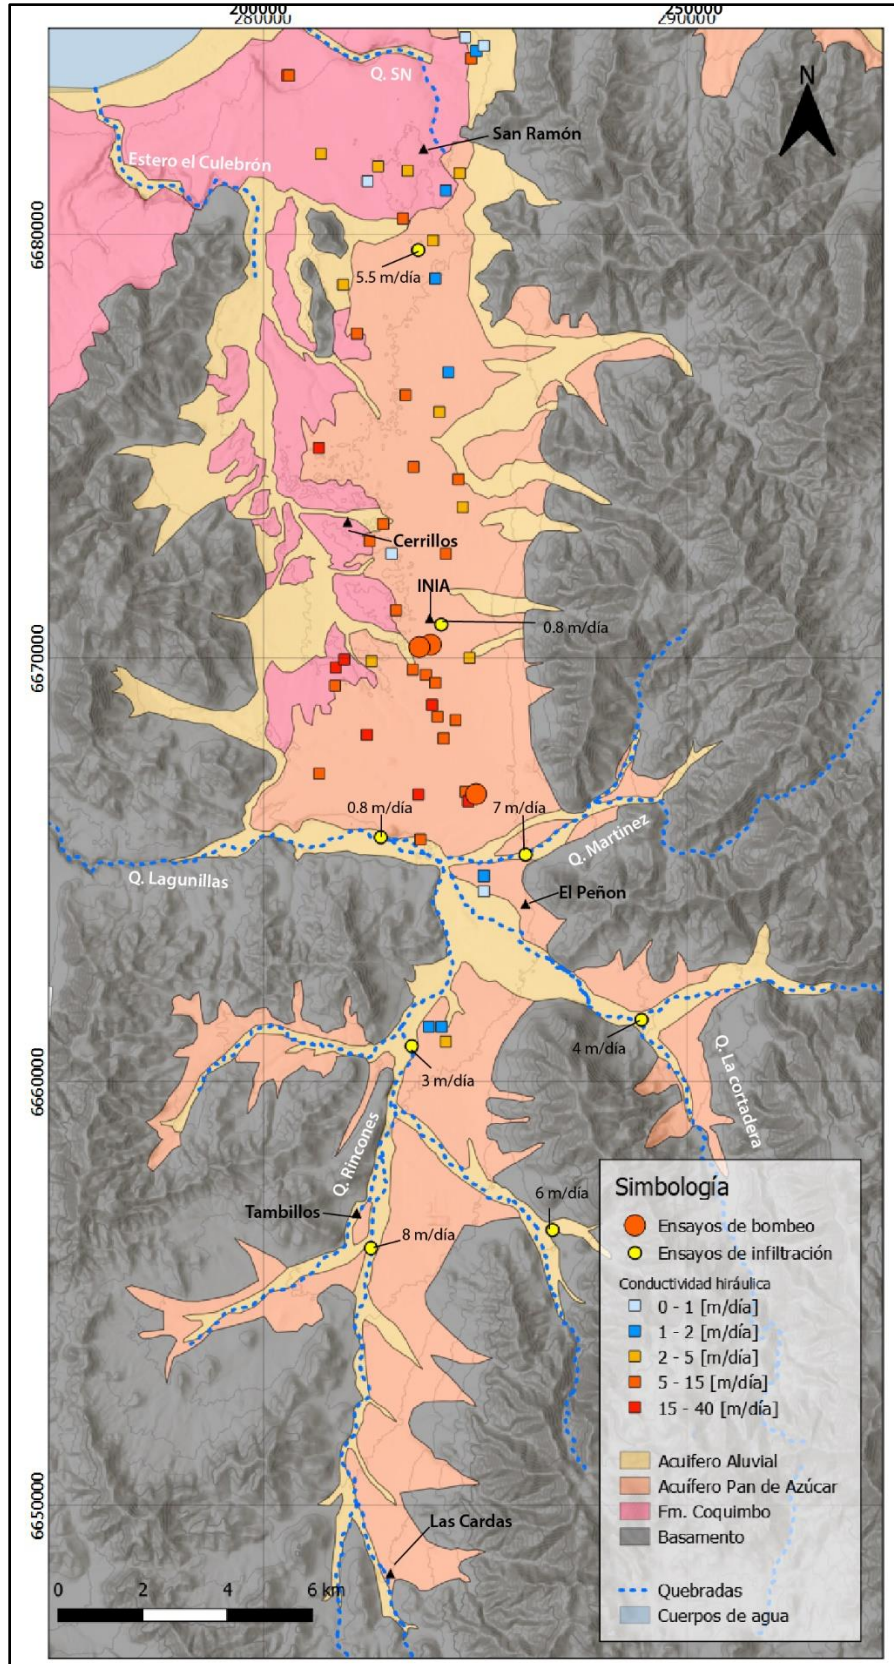 200000
280000
250000
290000
N
Q. SN
San Ramón
Estero el Culebrón
6680000
5.5 m/día
Cerrillos
INIA
0.8 m/día
6670000
0.8 m/día
7 m/día
Q. Martinez
Q. Lagunillas
El Peñon
4 m/día
3 m/día
Q. La cortadera
6660000
Q. Rincones
Tambillos
6 m/día
8 m/día
Simbología
Ensayos de bombeo
Ensayos de infiltración
Conductividad hiráulica
0 - 1 [m/día]
1 - 2 [m/día]
2 - 5 [m/día]
5 - 15 [m/día]
15 - 40 [m/día]
Acuifero Aluvial
Acuífero Pan de Azúcar
Fm. Coquimbo
Basamento
Quebradas
Cuerpos de agua
6650000
Las Cardas
0 2 4 6 km